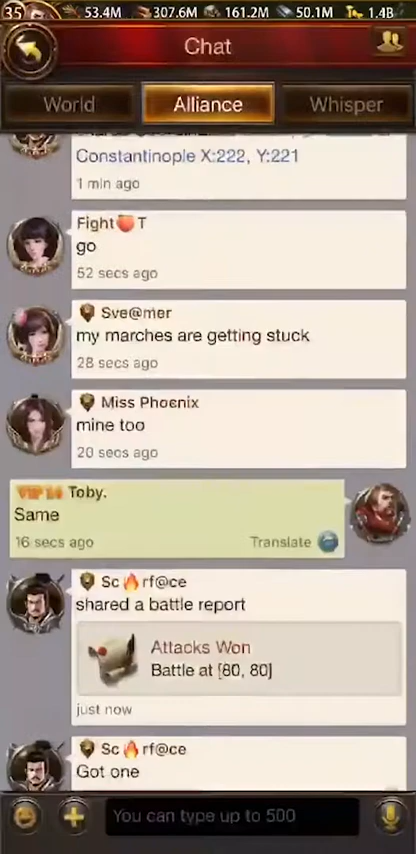 35 53.4M 307.6M 161.2M 50.1M 1.4B
Chat
World Alliance Whisper
Constantinople X:222, Y:221
1 min ago
Fight🍑T
go
52 secs ago
Sve@mer
my marches are getting stuck
28 secs ago
Miss Phoenix
mine too
20 secs ago
VIP 14 Toby.
Same
16 secs ago Translate
Sc🔥rf@ce
shared a battle report
Attacks Won
Battle at [80, 80]
just now
Sc🔥rf@ce
Got one
You can type up to 500